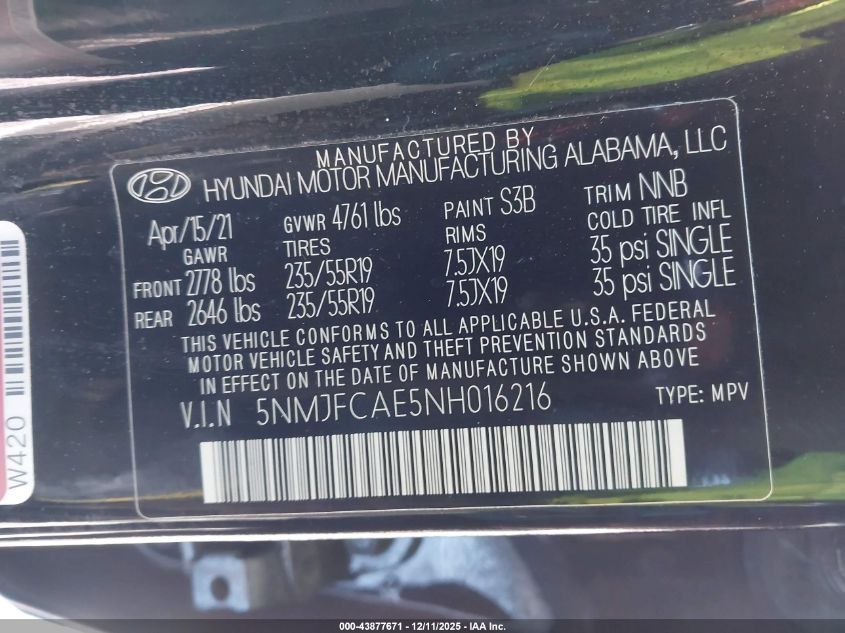 MANUFACTURED BY
HYUNDAI MOTOR MANUFACTURING ALABAMA, LLC
Apr/15/21 GVWR 4761 lbs PAINT S3B TRIM NNB
GAWR TIRES RIMS COLD TIRE INFL
FRONT 2778 lbs 235/55R19 7.5JX19 35 psi SINGLE
REAR 2646 lbs 235/55R19 7.5JX19 35 psi SINGLE
THIS VEHICLE CONFORMS TO ALL APPLICABLE U.S.A. FEDERAL
MOTOR VEHICLE SAFETY AND THEFT PREVENTION STANDARDS
IN EFFECT ON THE DATE OF MANUFACTURE SHOWN ABOVE
V.I.N 5NMJFCAE5NH016216 TYPE: MPV
W420
000-43877671 - 12/11/2025 - IAA Inc.